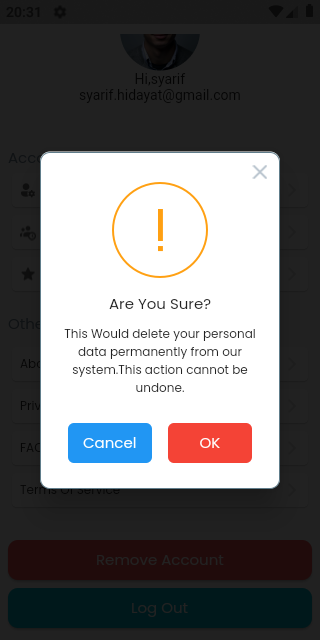 20:31
Hi,syarif
syarif.hidayat@gmail.com
Acc
Are You Sure?
Othe
This Would delete your personal
data permanently from our
system.This action cannot be
undone.
Abo
Priv
Cancel
OK
FAQ
Terms Of Service
Remove Account
Log Out